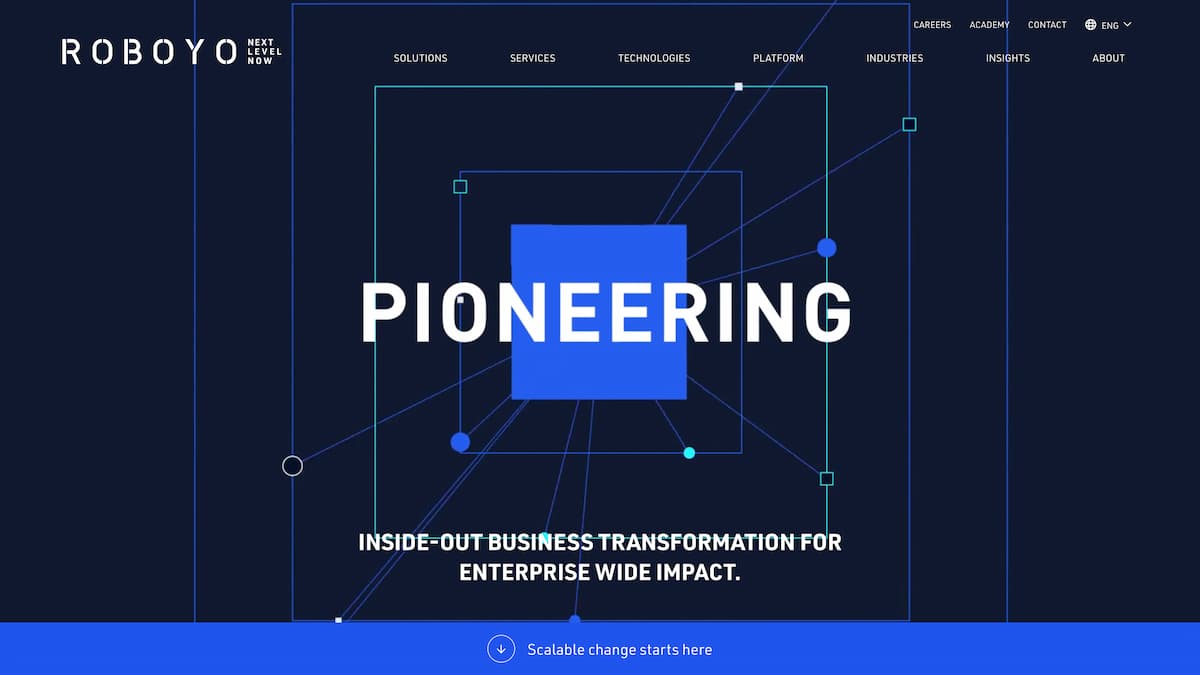 CAREERS ACADEMY CONTACT ENG
ROBOYO NEXT
LEVEL
NOW
SOLUTIONS SERVICES TECHNOLOGIES PLATFORM INDUSTRIES INSIGHTS ABOUT
PIONEERING
INSIDE-OUT BUSINESS TRANSFORMATION FOR
ENTERPRISE WIDE IMPACT.
Scalable change starts here